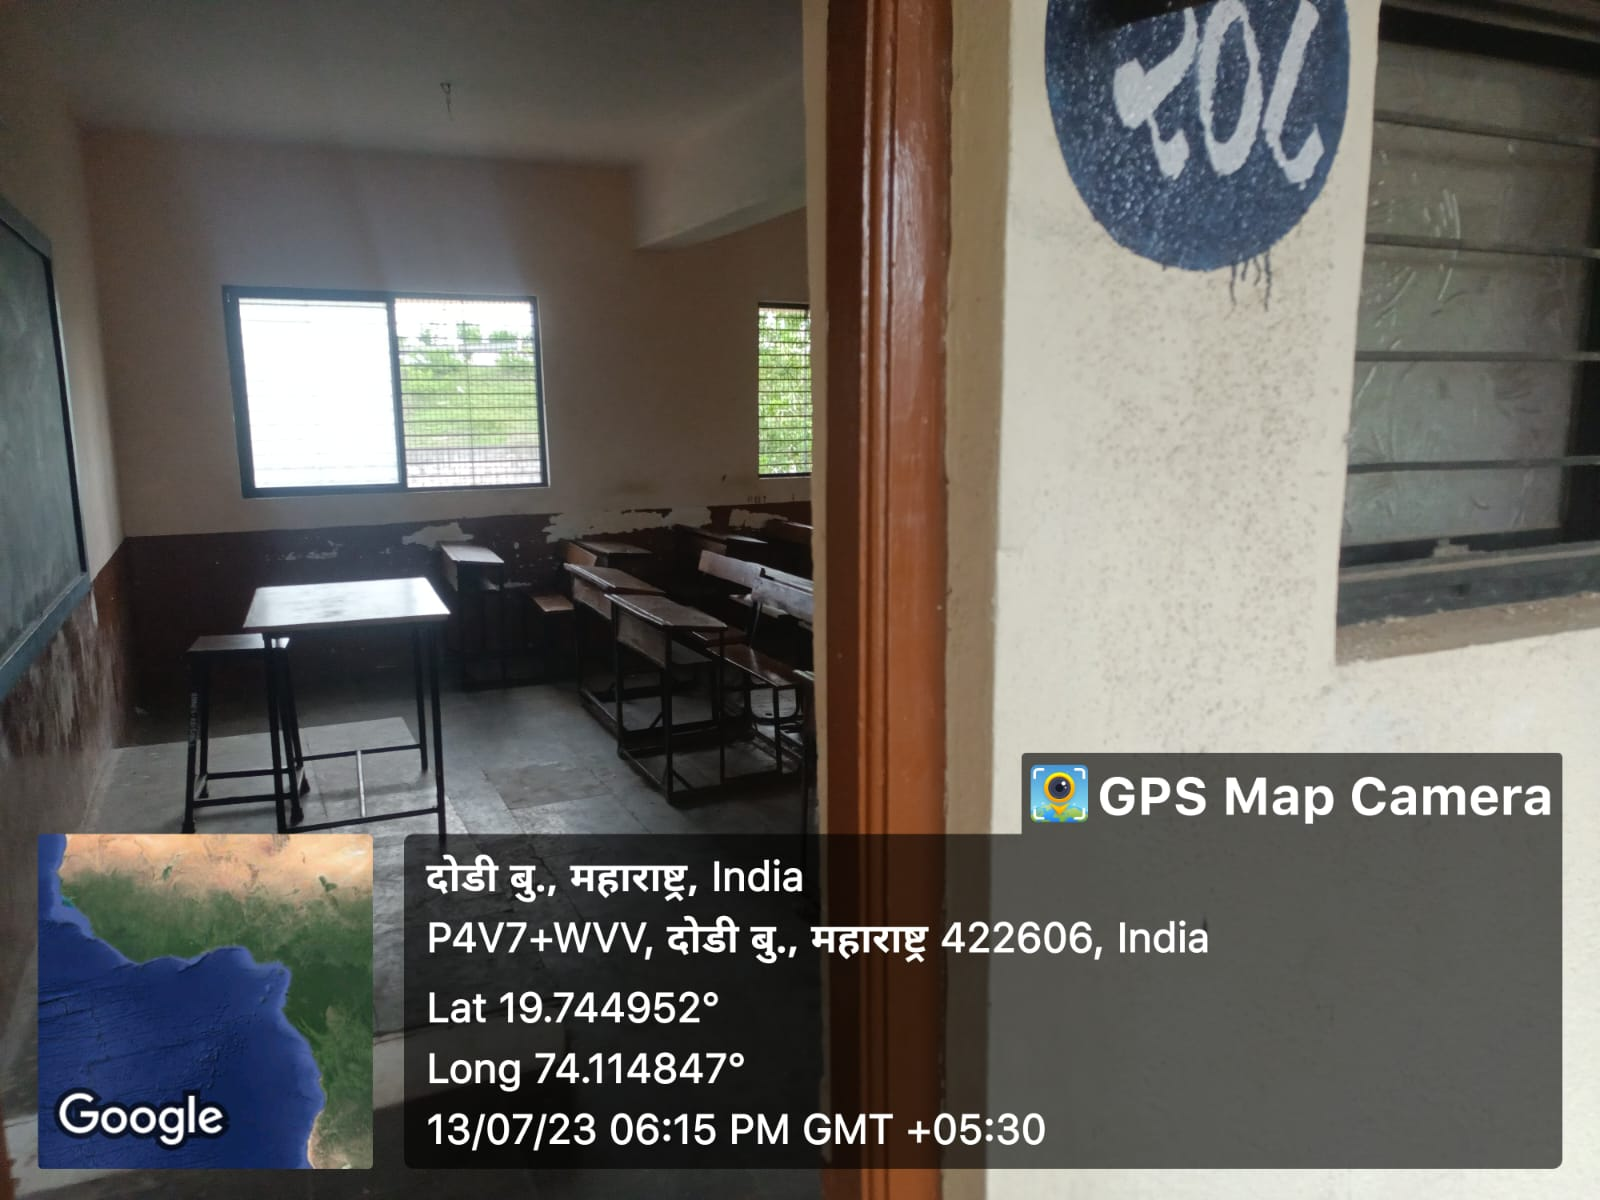 २०८
GPS Map Camera
दोडी बु., महाराष्ट्र, India
P4V7+WVV, दोडी बु., महाराष्ट्र 422606, India
Lat 19.744952°
Long 74.114847°
13/07/23 06:15 PM GMT +05:30
Google